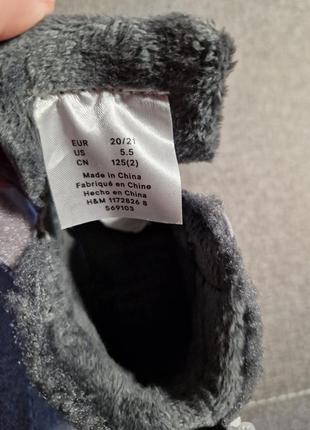 EUR 20/21
US 5.5
CN 125(2)
Made in China
Fabriqué en Chine
Hecho en China
H&M 1172826 8
569103